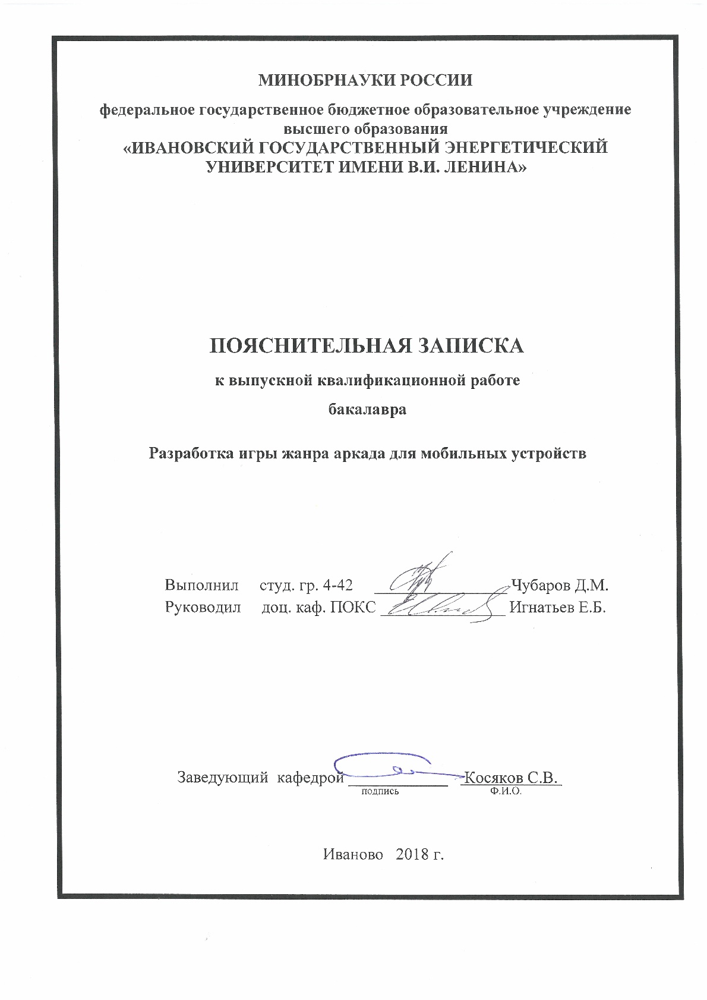 МИНОБРНАУКИ РОССИИ
федеральное государственное бюджетное образовательное учреждение
высшего образования
«ИВАНОВСКИЙ ГОСУДАРСТВЕННЫЙ ЭНЕРГЕТИЧЕСКИЙ
УНИВЕРСИТЕТ ИМЕНИ В.И. ЛЕНИНА»
ПОЯСНИТЕЛЬНАЯ ЗАПИСКА
к выпускной квалификационной работе
бакалавра
Разработка игры жанра аркада для мобильных устройств
Выполнил студ. гр. 4-42 Чубаров Д.М.
Руководил доц. каф. ПОКС Игнатьев Е.Б.
Заведующий кафедрой Косяков С.В.
подпись Ф.И.О.
Иваново 2018 г.